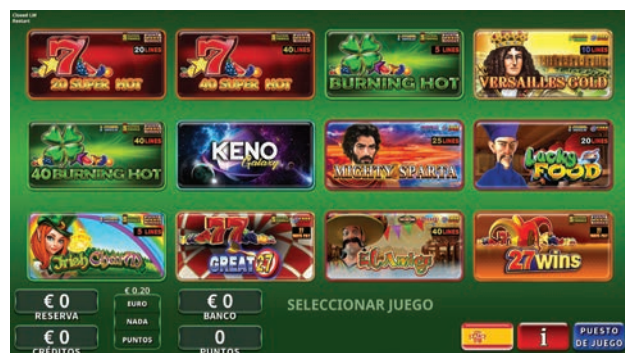 20 LINES
20 SUPER HOT
40 LINES
40 SUPER HOT
5 LINES
BURNING HOT
10 LINES
VERSAILLES GOLD
40 LINES
40 BURNING HOT
KENO
Galaxy
25 LINES
MIGHTY SPARTA
20 LINES
Lucky
FOOD
5 LINES
Irish
77
GREAT 27
40 LINES
27 Wins
€ 0
RESERVA
€ 0.20
EURO
NADA
PUNTOS
€ 0
BANCO
SELECCIONAR JUEGO
€ 0
CRÉDITOS
0
PUNTOS
i
PUESTO
DE JUEGO